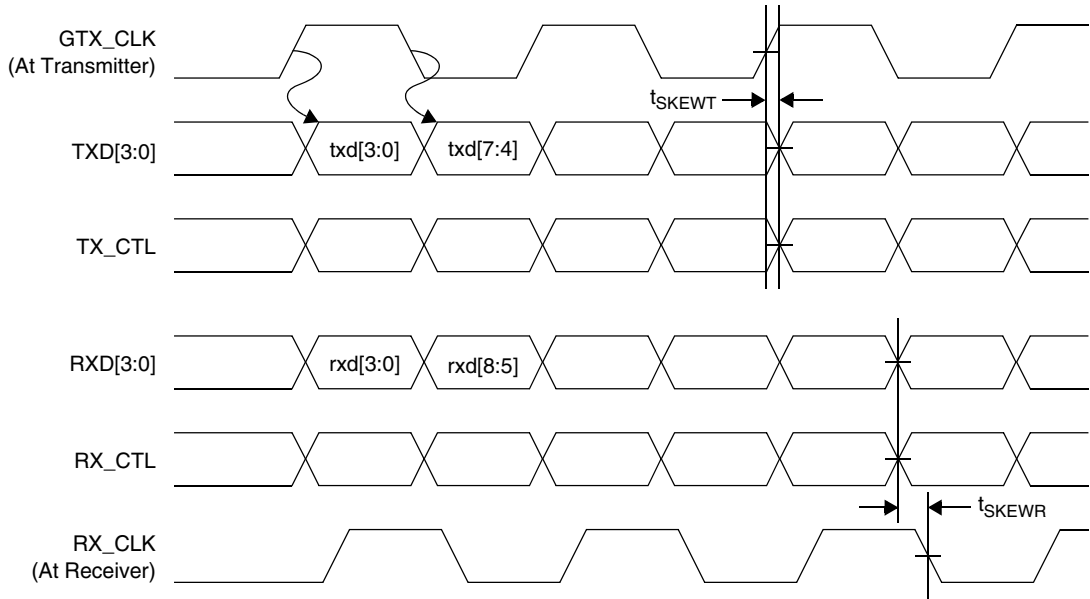 GTX_CLK
(At Transmitter)
tSKEWT
TXD[3:0]
txd[3:0]
txd[7:4]
TX_CTL
RXD[3:0]
rxd[3:0]
rxd[8:5]
RX_CTL
tSKEWR
RX_CLK
(At Receiver)